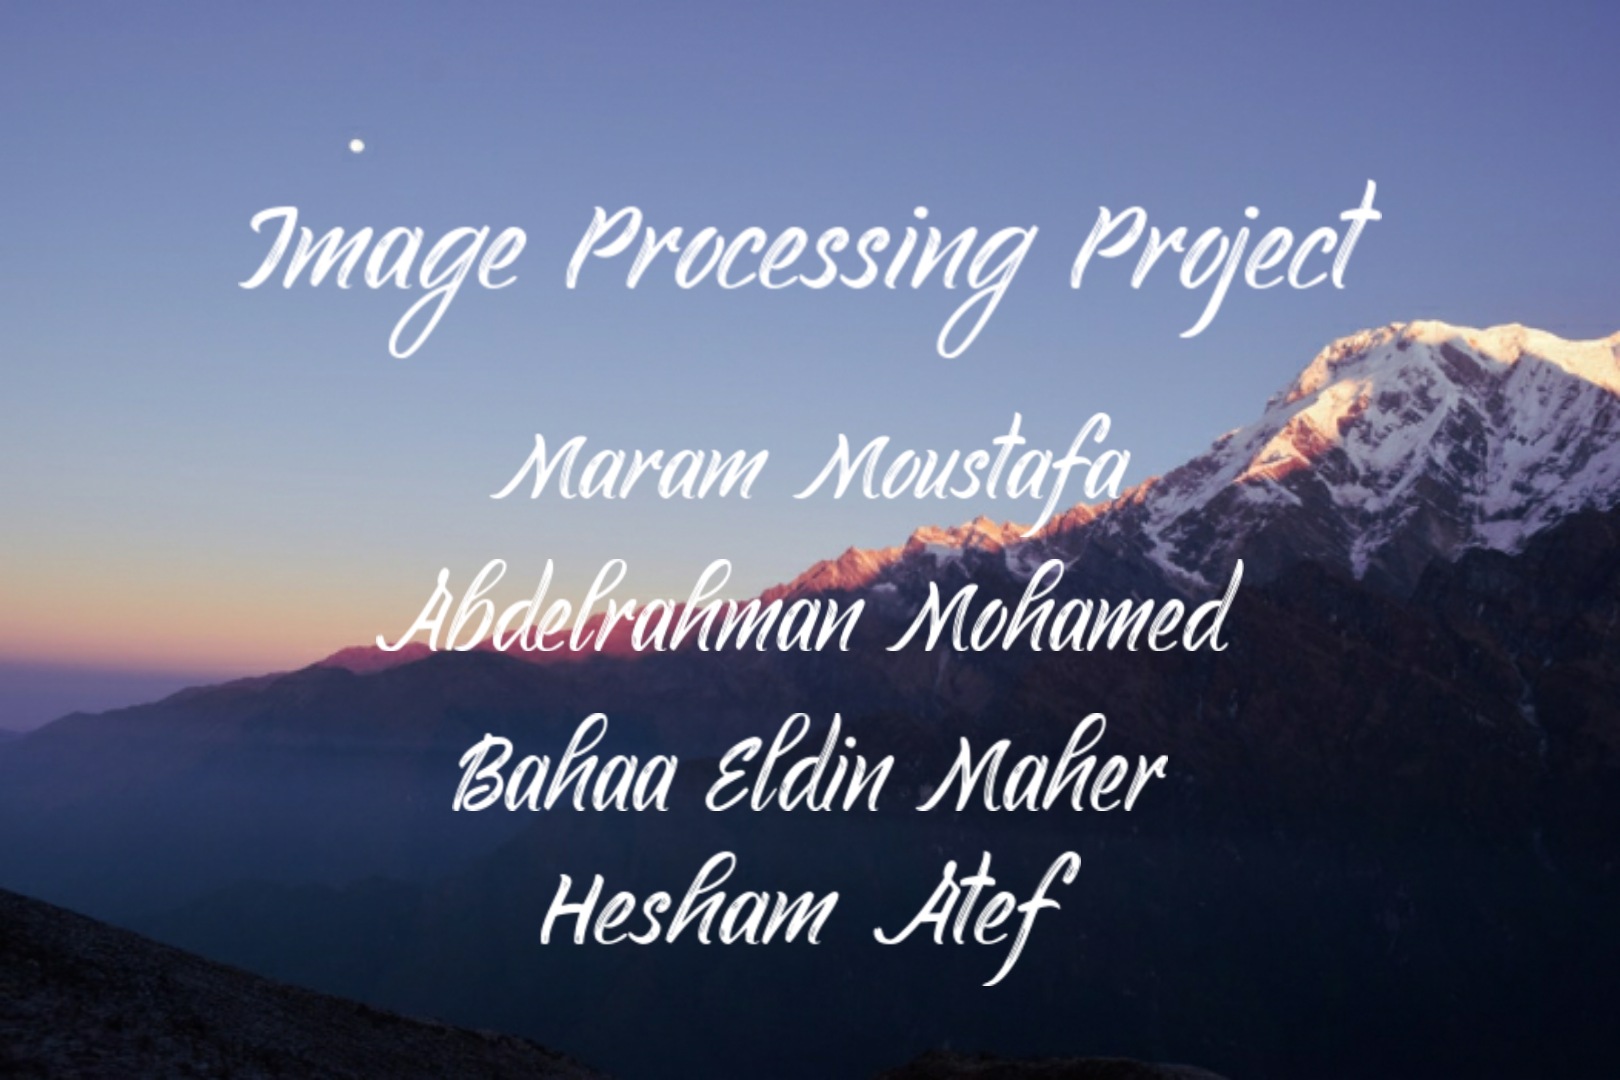 Image Processing Project
Maram Moustafa
Abdelrahman Mohamed
Bahaa Eldin Maher
Hesham Atef